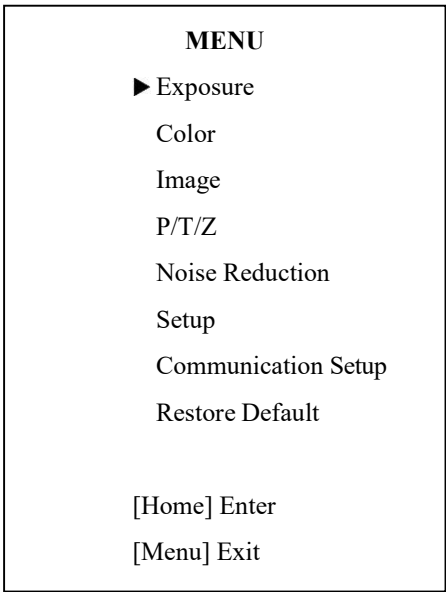 MENU
▶ Exposure
Color
Image
P/T/Z
Noise Reduction
Setup
Communication Setup
Restore Default
[Home] Enter
[Menu] Exit